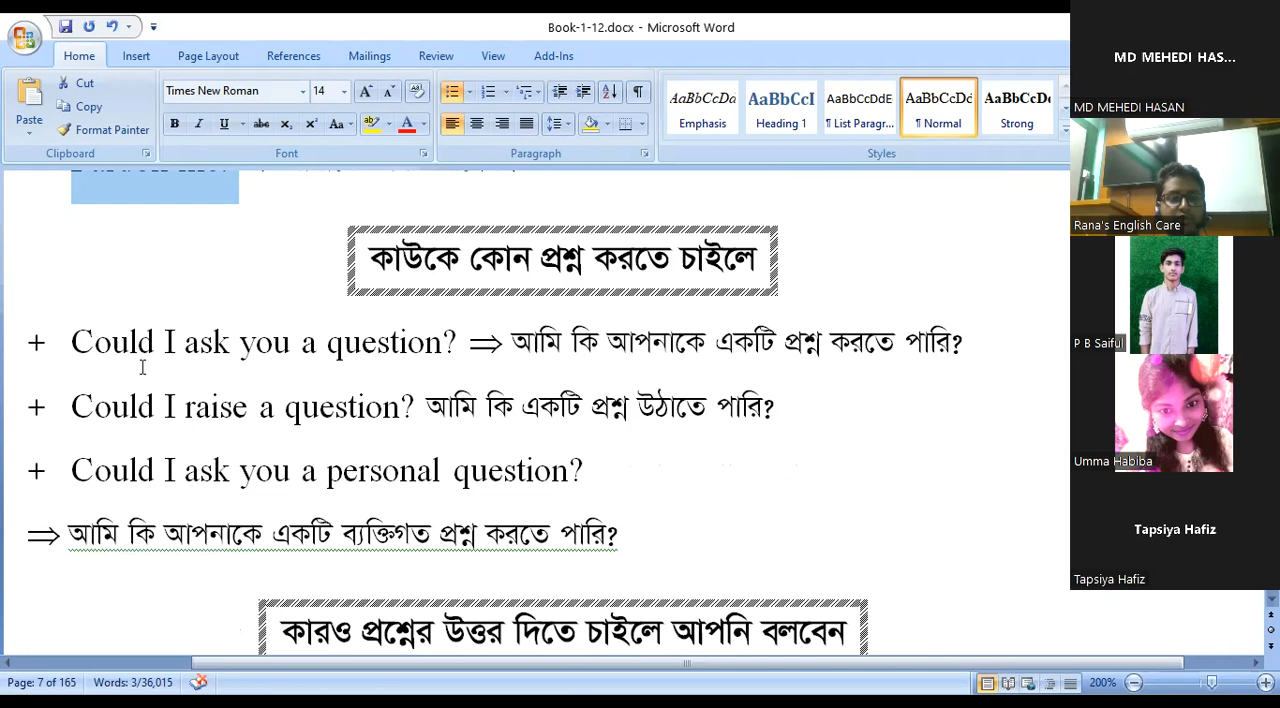 Book-1-12.docx - Microsoft Word
Home Insert Page Layout References Mailings Review View Add-Ins
Paste
Cut
Copy
Format Painter
Clipboard
Times New Roman 14
Font
Paragraph
AaBbCcDd AaBbCcI AaBbCcDdE AaBbCcDd AaBbCcDd
Emphasis Heading 1 ¶ List Paragr... ¶ Normal Strong
Styles
কাউকে কোন প্রশ্ন করতে চাইলে
+ Could I ask you a question? ⇒ আমি কি আপনাকে একটি প্রশ্ন করতে পারি?
+ Could I raise a question? আমি কি একটি প্রশ্ন উঠাতে পারি?
+ Could I ask you a personal question?
⇒ আমি কি আপনাকে একটি ব্যক্তিগত প্রশ্ন করতে পারি?
কারও প্রশ্নের উত্তর দিতে চাইলে আপনি বলবেন
Page: 7 of 165 Words: 3/36,015 200%
MD MEHEDI HAS...
MD MEHEDI HASAN
Rana's English Care
P B Saiful
Umma Habiba
Tapsiya Hafiz
Tapsiya Hafiz